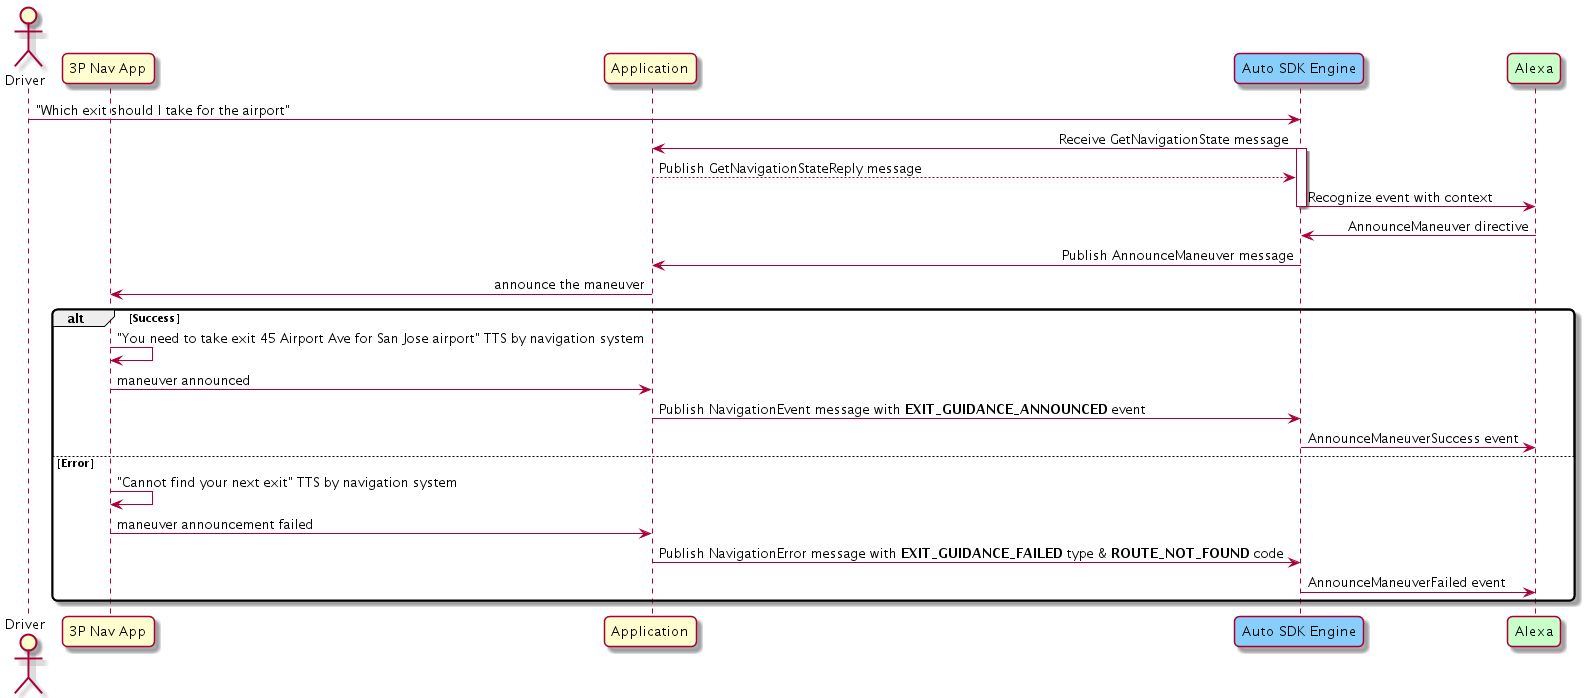 Driver
3P Nav App
Application
Auto SDK Engine
Alexa
"Which exit should I take for the airport"
Receive GetNavigationState message
Publish GetNavigationStateReply message
Recognize event with context
AnnounceManeuver directive
Publish AnnounceManeuver message
announce the maneuver
alt [Success]
"You need to take exit 45 Airport Ave for San Jose airport" TTS by navigation system
maneuver announced
Publish NavigationEvent message with EXIT_GUIDANCE_ANNOUNCED event
AnnounceManeuverSuccess event
[Error]
"Cannot find your next exit" TTS by navigation system
maneuver announcement failed
Publish NavigationError message with EXIT_GUIDANCE_FAILED type & ROUTE_NOT_FOUND code
AnnounceManeuverFailed event
Driver
3P Nav App
Application
Auto SDK Engine
Alexa